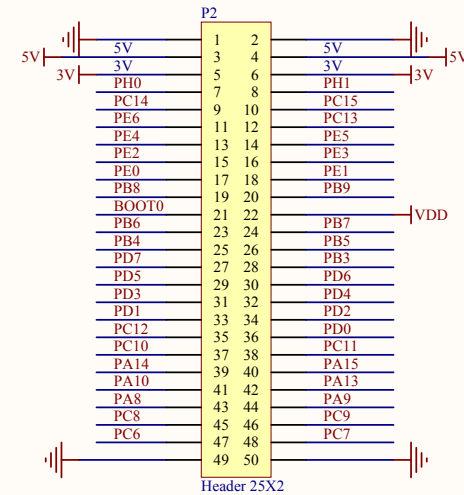 P2
1 2
5V 5V 3 4 5V 5V
3V 3V 5 6 3V 3V
PH0 7 8 PH1
PC14 9 10 PC15
PE6 11 12 PC13
PE4 13 14 PE5
PE2 15 16 PE3
PE0 17 18 PE1
PB8 19 20 PB9
BOOT0 21 22 VDD
PB6 23 24 PB7
PB4 25 26 PB5
PD7 27 28 PB3
PD5 29 30 PD6
PD3 31 32 PD4
PD1 33 34 PD2
PC12 35 36 PD0
PC10 37 38 PC11
PA14 39 40 PA15
PA10 41 42 PA13
PA8 43 44 PA9
PC8 45 46 PC9
PC6 47 48 PC7
49 50
Header 25X2